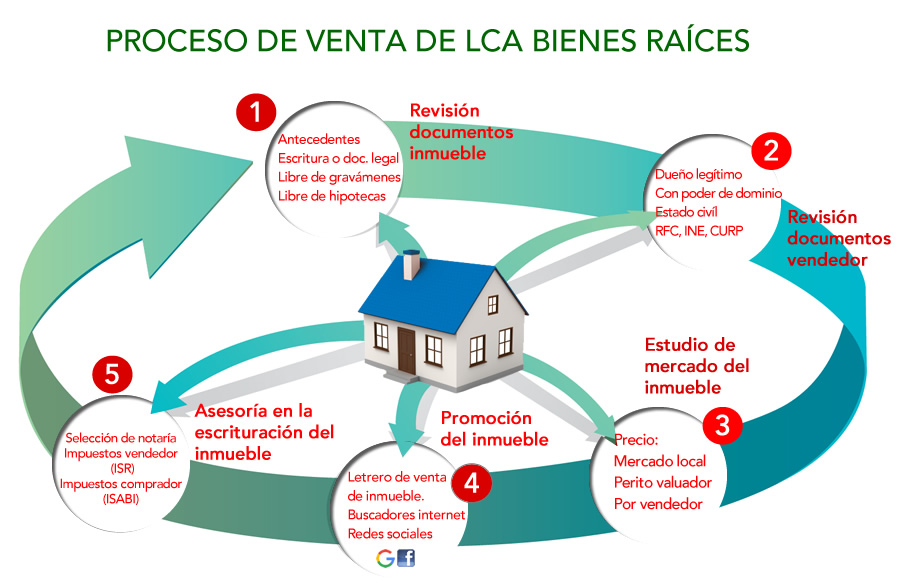 PROCESO DE VENTA DE LCA BIENES RAÍCES
1
Revisión
documentos
inmueble
Antecedentes
Escritura o doc. legal
Libre de gravámenes
Libre de hipotecas
2
Dueño legítimo
Con poder de dominio
Estado civíl
RFC, INE, CURP
Revisión
documentos
vendedor
Estudio de
mercado del
inmueble
3
Precio:
Mercado local
Perito valuador
Por vendedor
Promoción
del inmueble
4
Letrero de venta
de inmueble.
Buscadores internet
Redes sociales
G f
5
Asesoría en la
escrituración del
inmueble
Selección de notaría
Impuestos vendedor
(ISR)
Impuestos comprador
(ISABI)